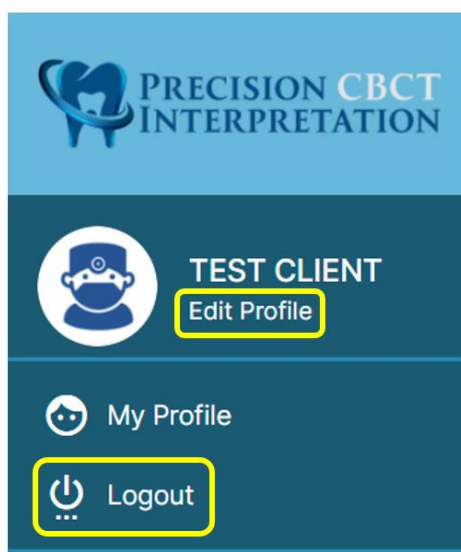 PRECISION CBCT
INTERPRETATION
TEST CLIENT
Edit Profile
My Profile
Logout